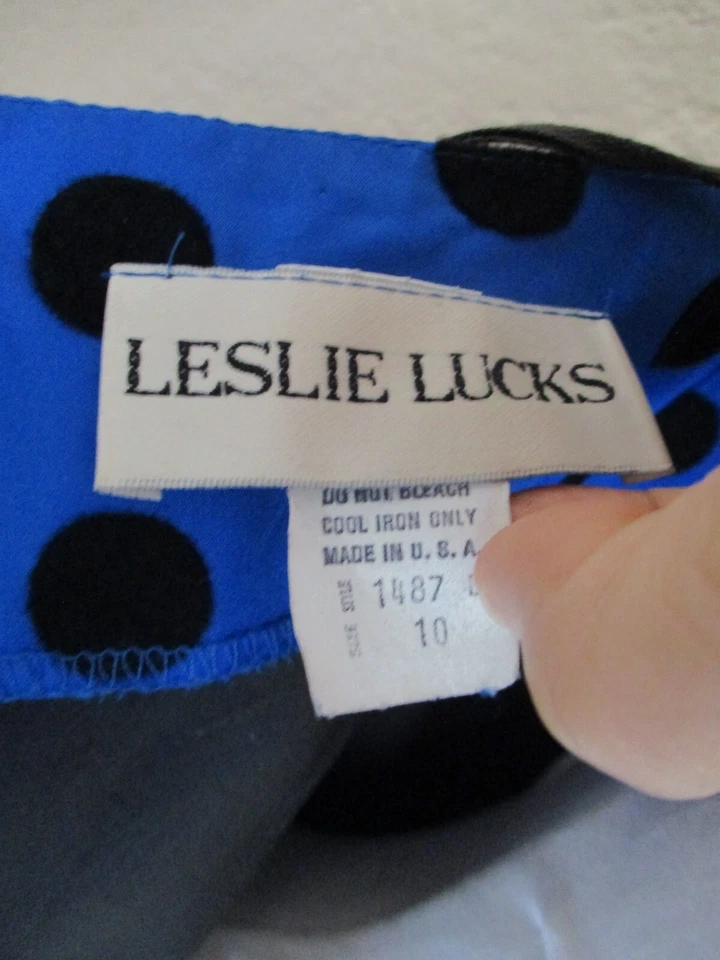 LESLIE LUCKS
DO NOT BLEACH
COOL IRON ONLY
MADE IN U. S. A.
STYLE 1487
SIZE 10